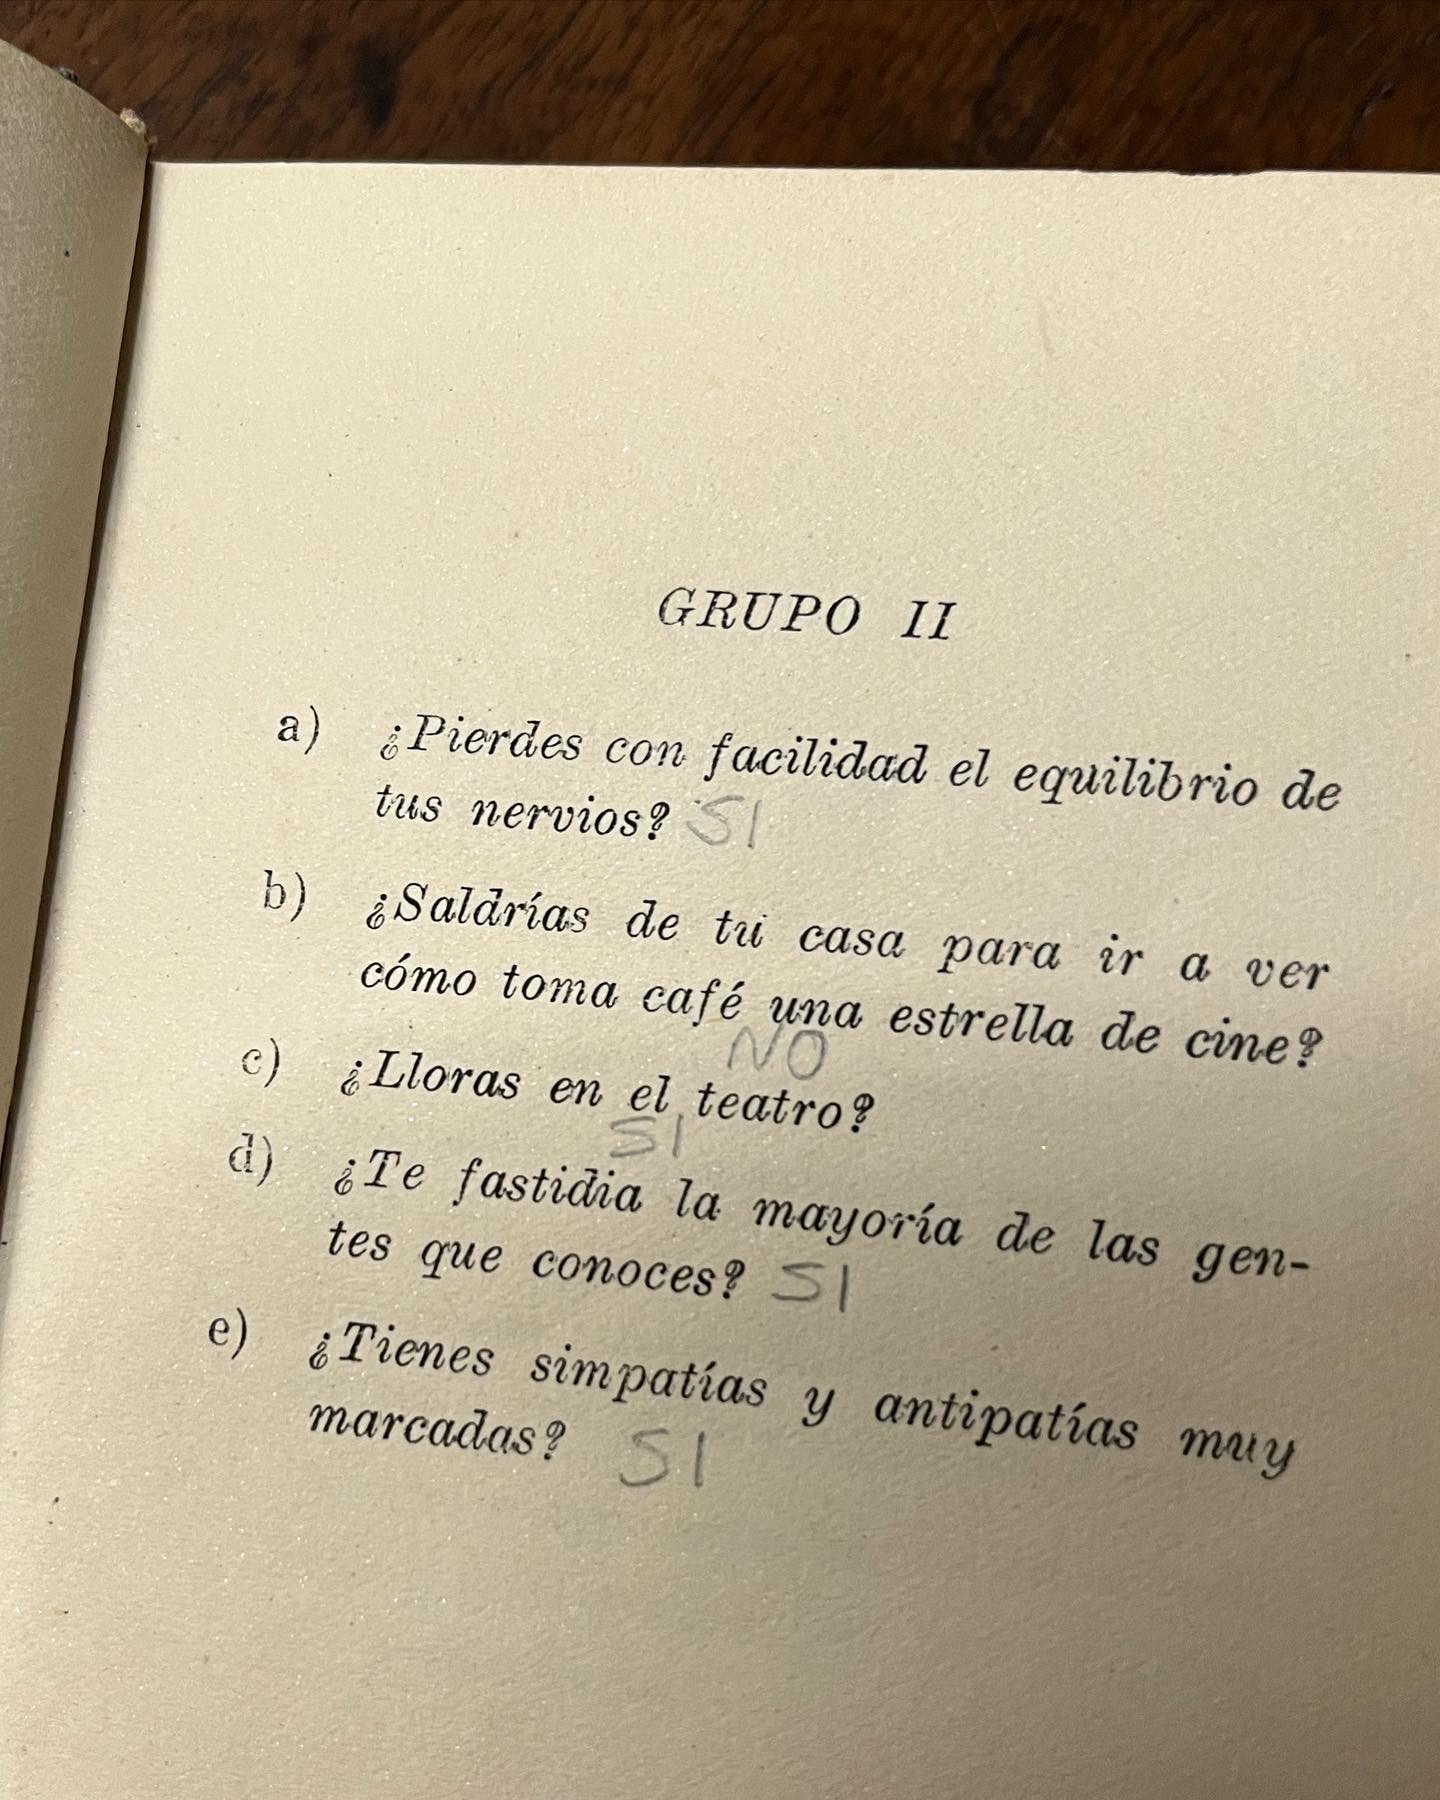 GRUPO II
a) ¿Pierdes con facilidad el equilibrio de
tus nervios? SI
b) ¿Saldrías de tu casa para ir a ver
cómo toma café una estrella de cine?
NO
c) ¿Lloras en el teatro?
SI
d) ¿Te fastidia la mayoría de las gen-
tes que conoces? SI
e) ¿Tienes simpatías y antipatías muy
marcadas? SI